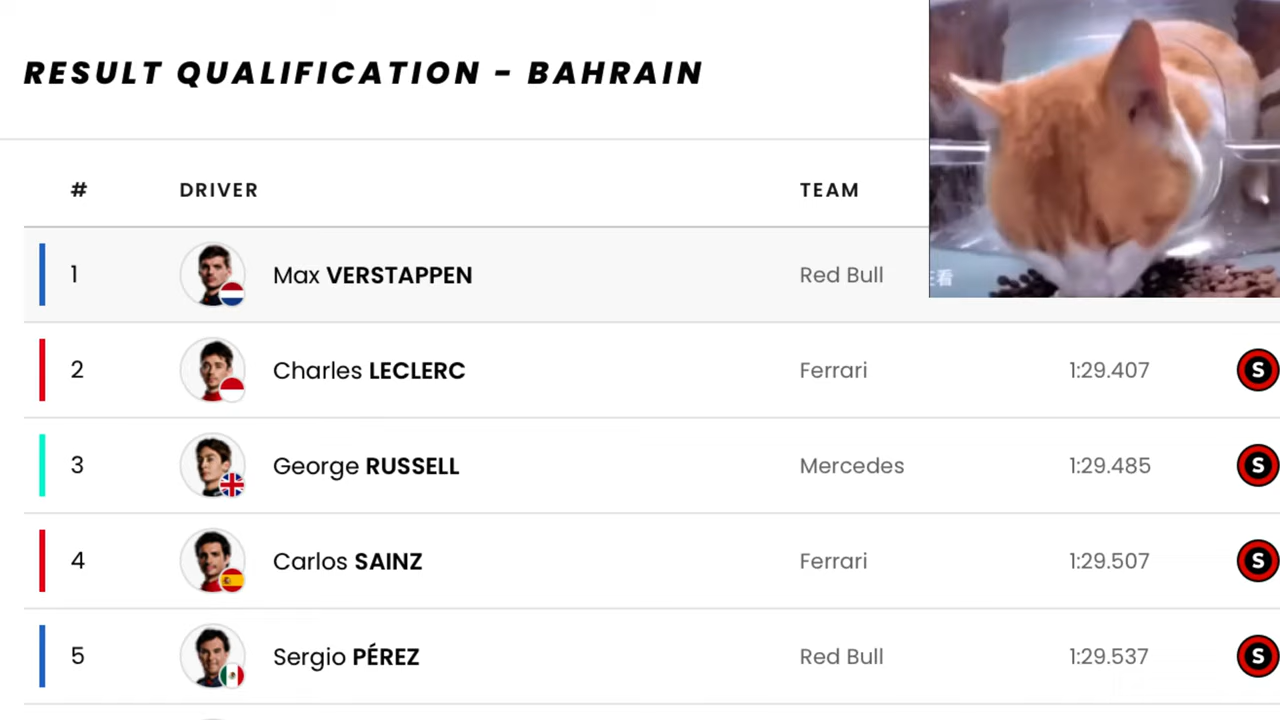 RESULT QUALIFICATION - BAHRAIN
# DRIVER TEAM
1 Max VERSTAPPEN Red Bull
2 Charles LECLERC Ferrari 1:29.407 S
3 George RUSSELL Mercedes 1:29.485 S
4 Carlos SAINZ Ferrari 1:29.507 S
5 Sergio PÉREZ Red Bull 1:29.537 S
看